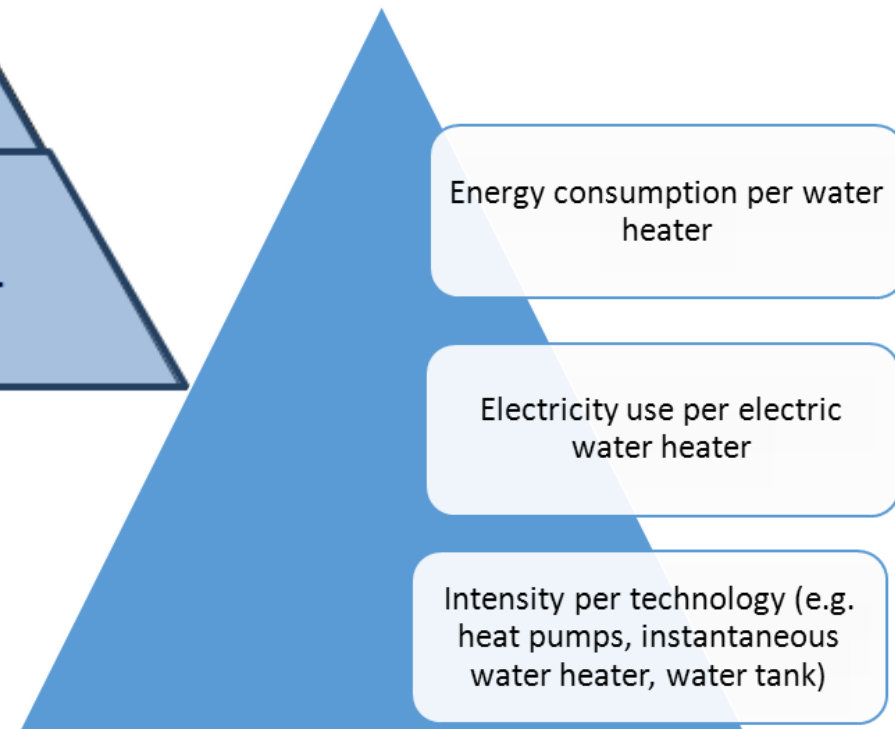 Energy consumption per water
heater
Electricity use per electric
water heater
Intensity per technology (e.g.
heat pumps, instantaneous
water heater, water tank)